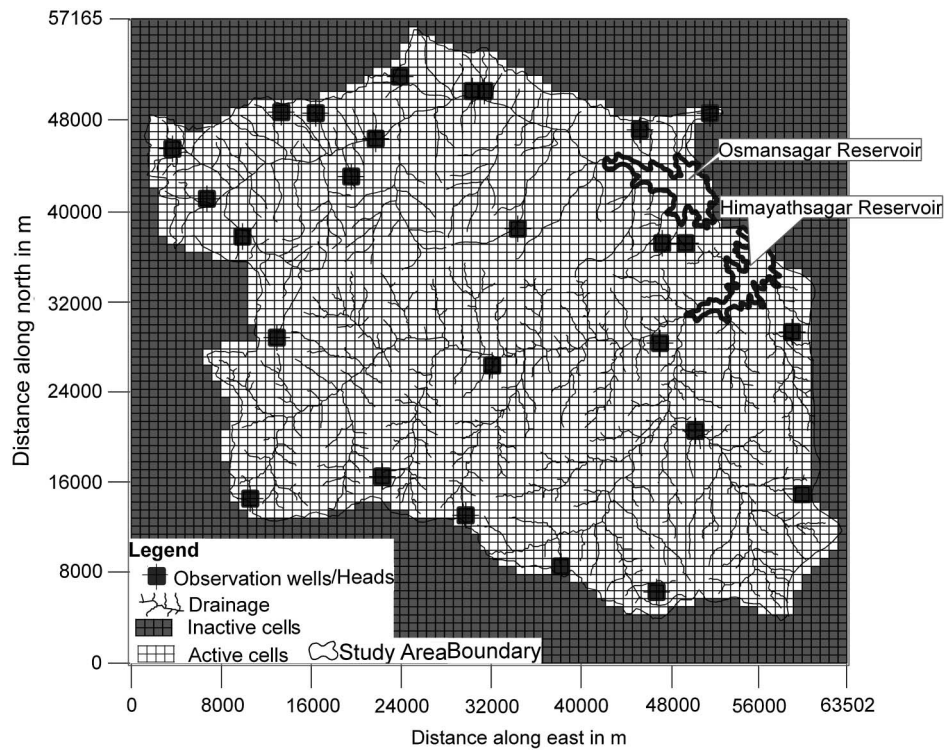 57165
48000
40000
32000
24000
16000
8000
0
Distance along north in m
Osmansagar Reservoir
Himayathsagar Reservoir
Legend
Observation wells/Heads
Drainage
Inactive cells
Active cells
Study AreaBoundary
0 8000 16000 24000 32000 40000 48000 56000 63502
Distance along east in m